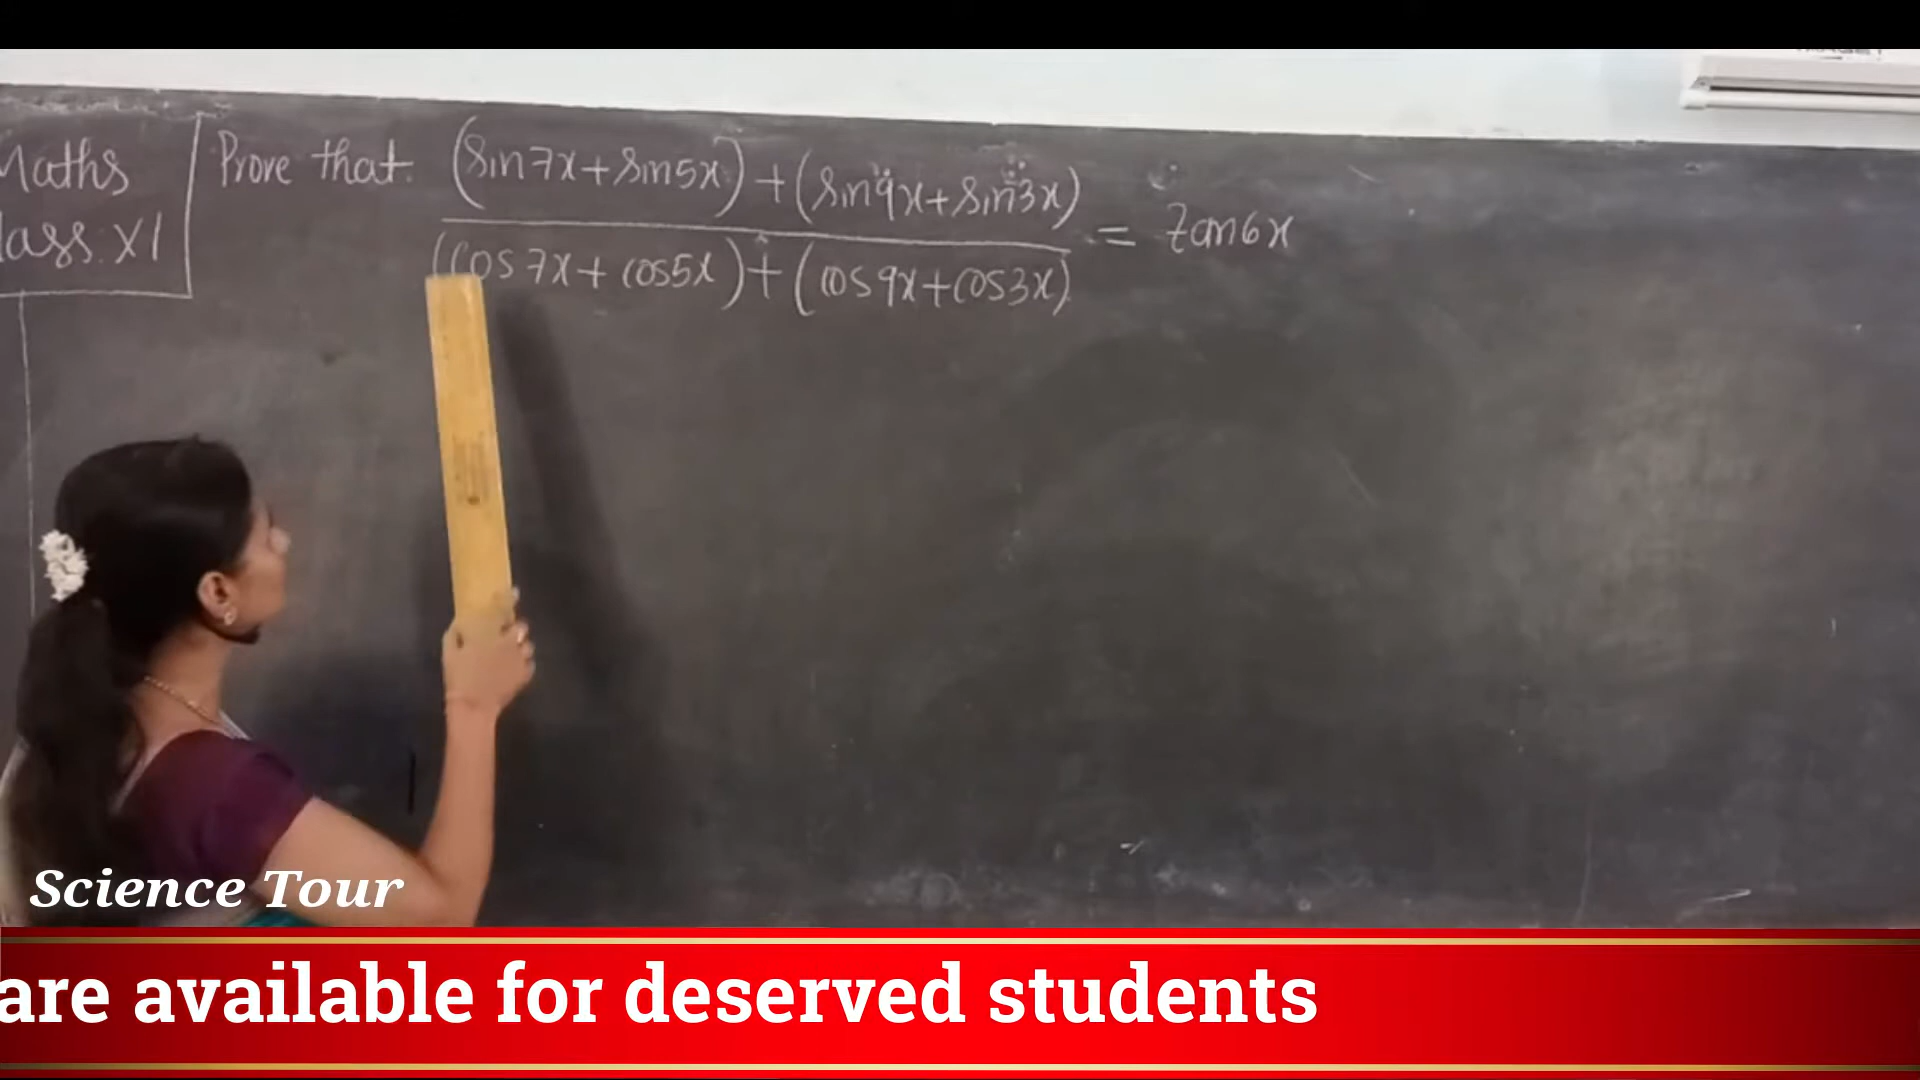 Maths
Class: XI
Prove that (sin7x+sin5x)+(sin9x+sin3x)
(cos7x+cos5x)+(cos9x+cos3x)
= tan6x
Science Tour
are available for deserved students